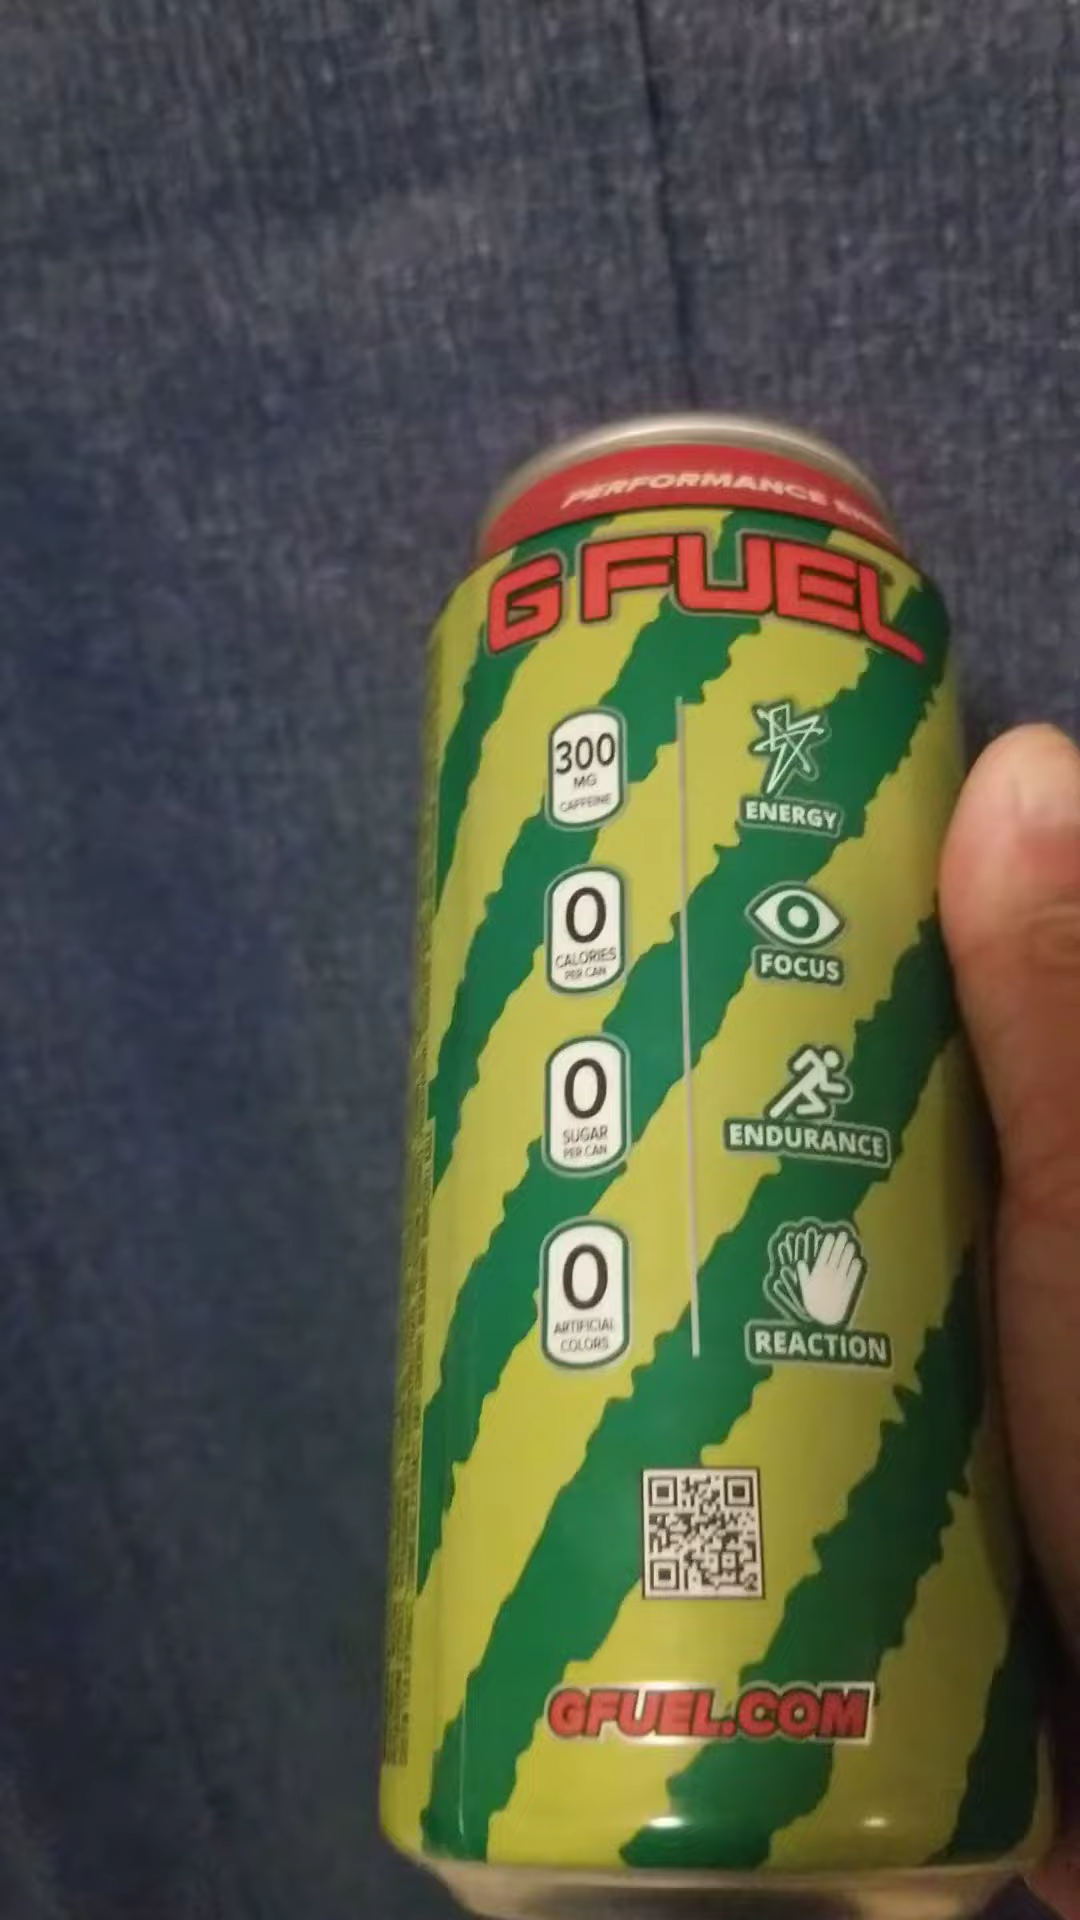 PERFORMANCE
G FUEL
300
MG
CAFFEINE
0
CALORIES
PER CAN
0
SUGAR
PER CAN
0
ARTIFICIAL
COLORS
ENERGY
FOCUS
ENDURANCE
REACTION
GFUEL.COM